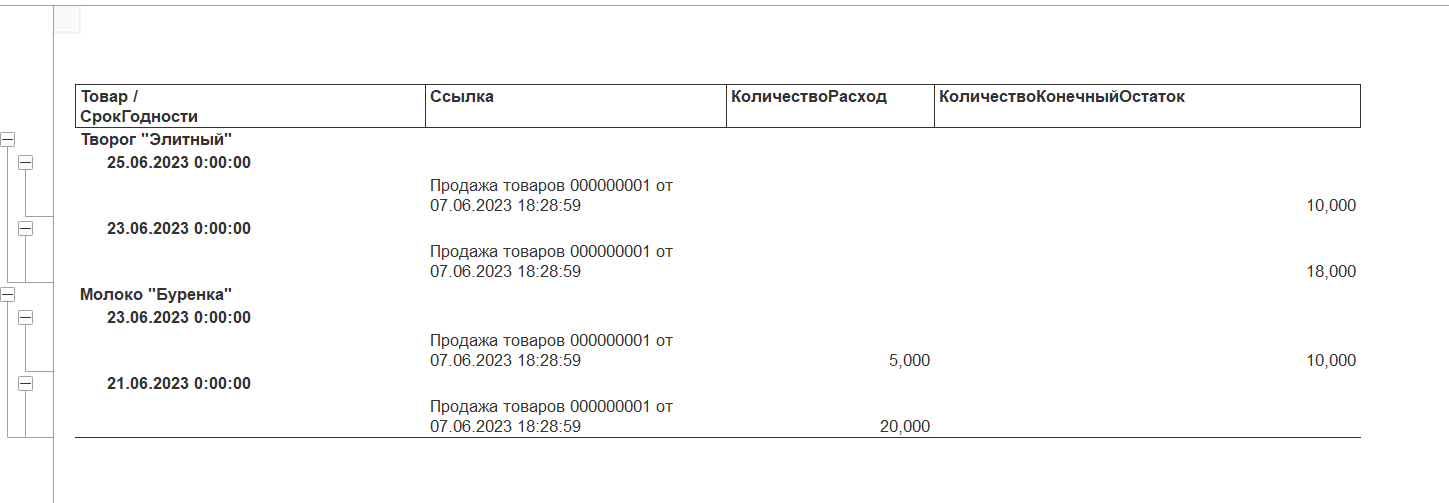 Товар / Ссылка КоличествоРасход КоличествоКонечныйОстаток
СрокГодности
Творог "Элитный"
25.06.2023 0:00:00
Продажа товаров 000000001 от
07.06.2023 18:28:59 10,000
23.06.2023 0:00:00
Продажа товаров 000000001 от
07.06.2023 18:28:59 18,000
Молоко "Буренка"
23.06.2023 0:00:00
Продажа товаров 000000001 от
07.06.2023 18:28:59 5,000 10,000
21.06.2023 0:00:00
Продажа товаров 000000001 от
07.06.2023 18:28:59 20,000